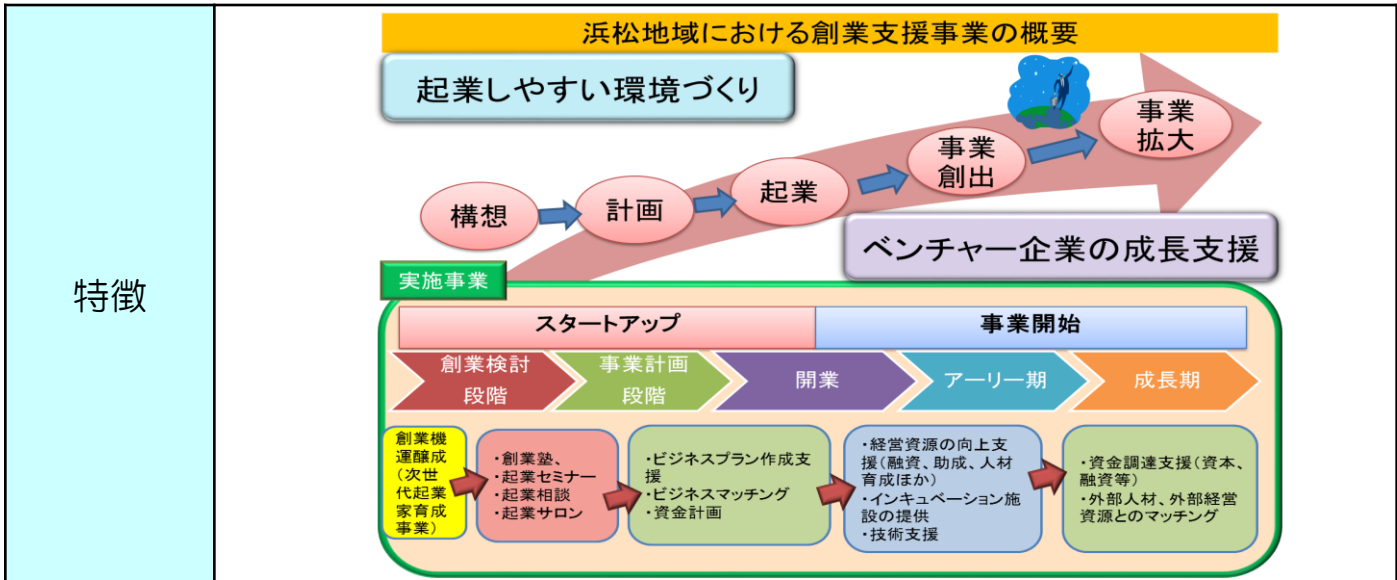 特徴
浜松地域における創業支援事業の概要
起業しやすい環境づくり
構想
計画
起業
事業
創出
事業
拡大
ベンチャー企業の成長支援
実施事業
スタートアップ
事業開始
創業検討
段階
事業計画
段階
開業
アーリー期
成長期
創業機
運醸成
(次世
代起業
家育成
事業)
・創業塾、
・起業セミナー
・起業相談
・起業サロン
・ビジネスプラン作成支
援
・ビジネスマッチング
・資金計画
・経営資源の向上支
援(融資、助成、人材
育成ほか)
・インキュベーション施
設の提供
・技術支援
・資金調達支援(資本、
融資等)
・外部人材、外部経営
資源とのマッチング